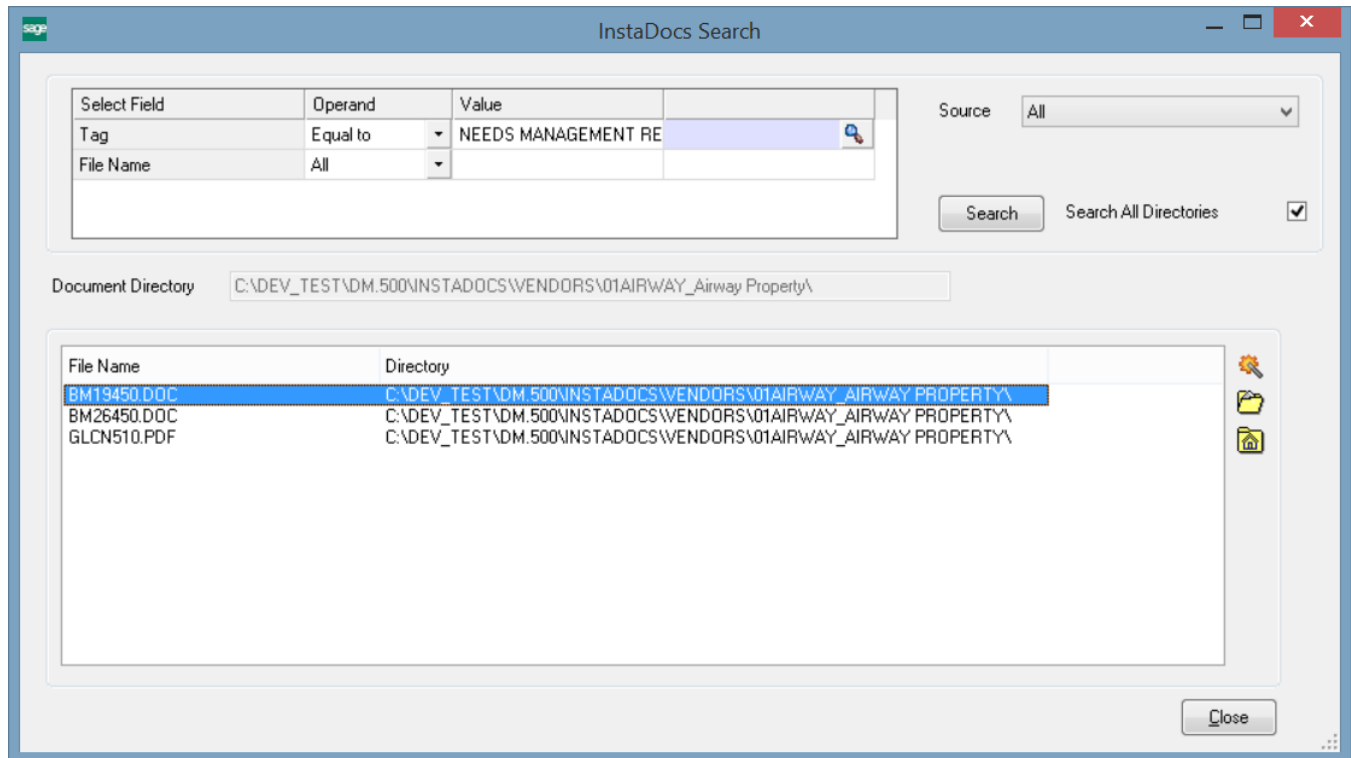 sage InstaDocs Search
Select Field Operand Value
Tag Equal to NEEDS MANAGEMENT RE
File Name All
Source All
Search Search All Directories
Document Directory C:\DEV_TEST\DM.500\INSTADOCS\VENDORS\01AIRWAY_Airway Property\
File Name Directory
BM19450.DOC C:\DEV_TEST\DM.500\INSTADOCS\VENDORS\01AIRWAY_AIRWAY PROPERTY\
BM26450.DOC C:\DEV_TEST\DM.500\INSTADOCS\VENDORS\01AIRWAY_AIRWAY PROPERTY\
GLCN510.PDF C:\DEV_TEST\DM.500\INSTADOCS\VENDORS\01AIRWAY_AIRWAY PROPERTY\
Close